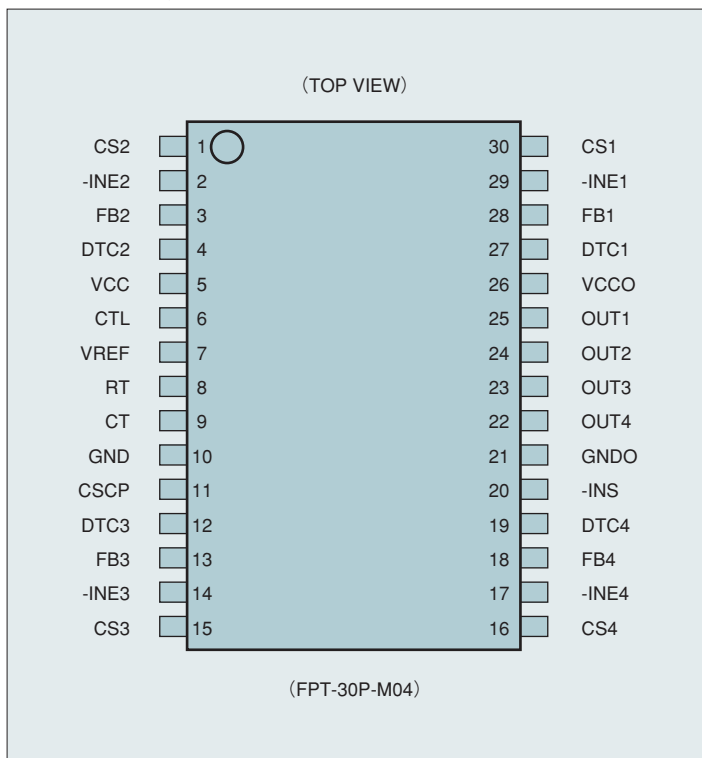 (TOP VIEW)
CS2 1 30 CS1
-INE2 2 29 -INE1
FB2 3 28 FB1
DTC2 4 27 DTC1
VCC 5 26 VCCO
CTL 6 25 OUT1
VREF 7 24 OUT2
RT 8 23 OUT3
CT 9 22 OUT4
GND 10 21 GNDO
CSCP 11 20 -INS
DTC3 12 19 DTC4
FB3 13 18 FB4
-INE3 14 17 -INE4
CS3 15 16 CS4
(FPT-30P-M04)